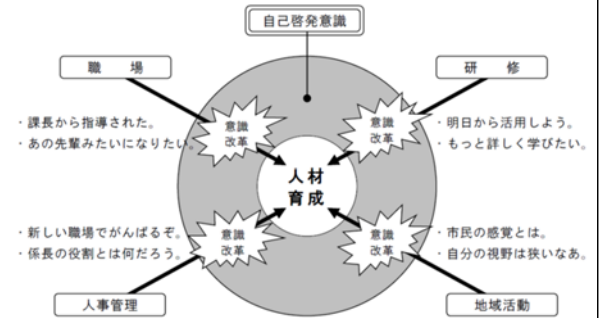 自己啓発意識
職 場
研 修
・課長から指導された。
・あの先輩みたいになりたい。
意識
改革
意識
改革
・明日から活用しよう。
・もっと詳しく学びたい。
人材
育成
・新しい職場でがんばるぞ。
・係長の役割とは何だろう。
意識
改革
意識
改革
・市民の感覚とは。
・自分の視野は狭いなあ。
人事管理
地域活動